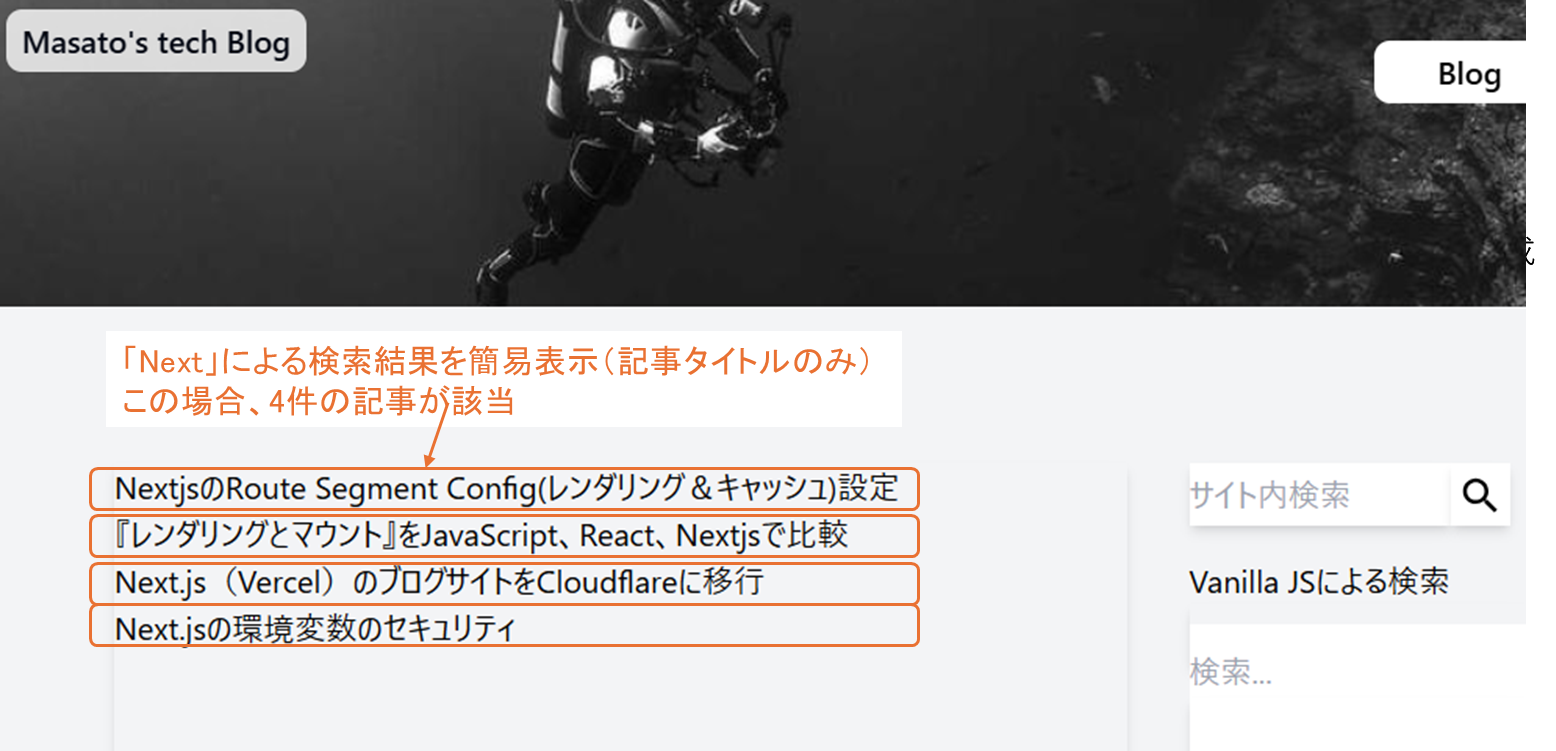 Masato's tech Blog
Blog
「Next」による検索結果を簡易表示（記事タイトルのみ）
この場合、4件の記事が該当
NextjsのRoute Segment Config(レンダリング＆キャッシュ)設定
『レンダリングとマウント』をJavaScript、React、Nextjsで比較
Next.js（Vercel）のブログサイトをCloudflareに移行
Next.jsの環境変数のセキュリティ
サイト内検索
Vanilla JSによる検索
検索...